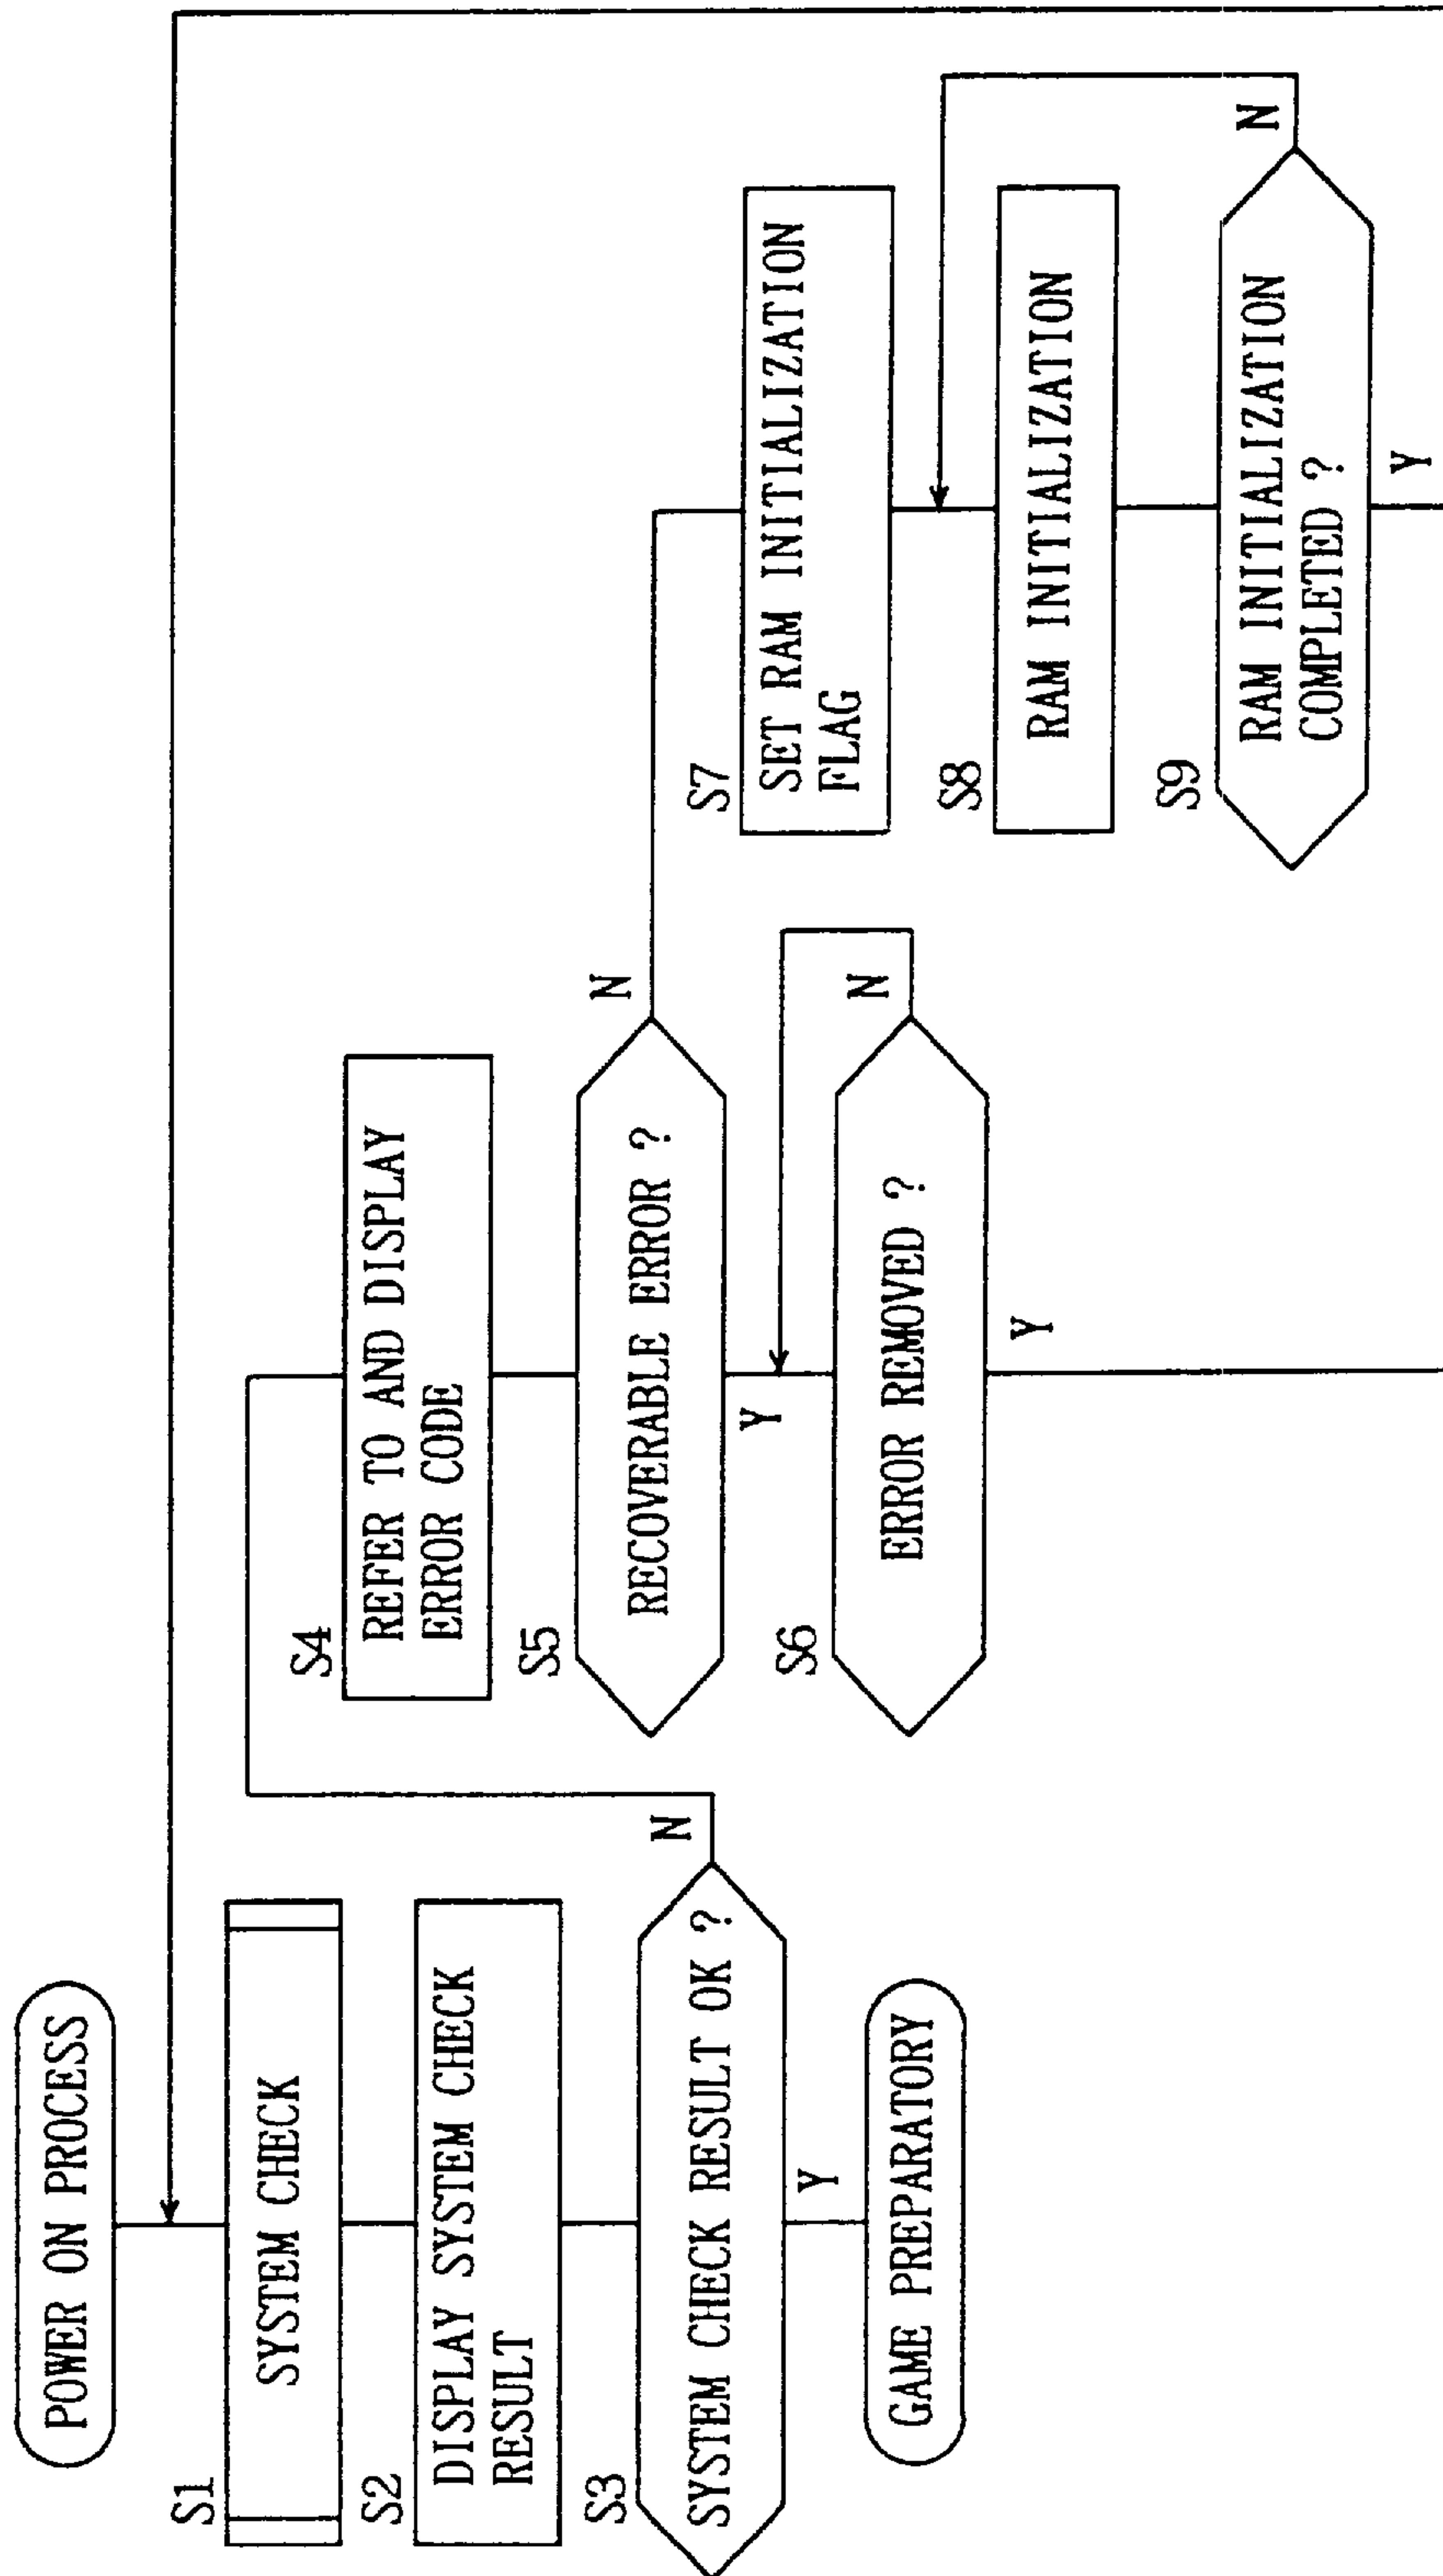 POWER ON PROCESS
S1
SYSTEM CHECK
S2
DISPLAY SYSTEM CHECK
RESULT
S3
SYSTEM CHECK RESULT OK ?
N
Y
GAME PREPARATORY
S4
REFER TO AND DISPLAY
ERROR CODE
S5
RECOVERABLE ERROR ?
N
Y
S6
ERROR REMOVED ?
N
Y
S7
SET RAM INITIALIZATION
FLAG
S8
RAM INITIALIZATION
S9
RAM INITIALIZATION
COMPLETED ?
N
Y